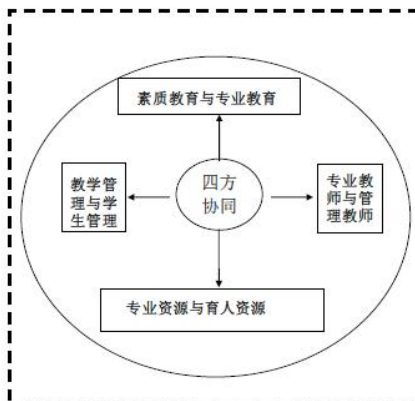 素质教育与专业教育
教学管
理与学
生管理
四方
协同
专业教
师与管
理教师
专业资源与育人资源